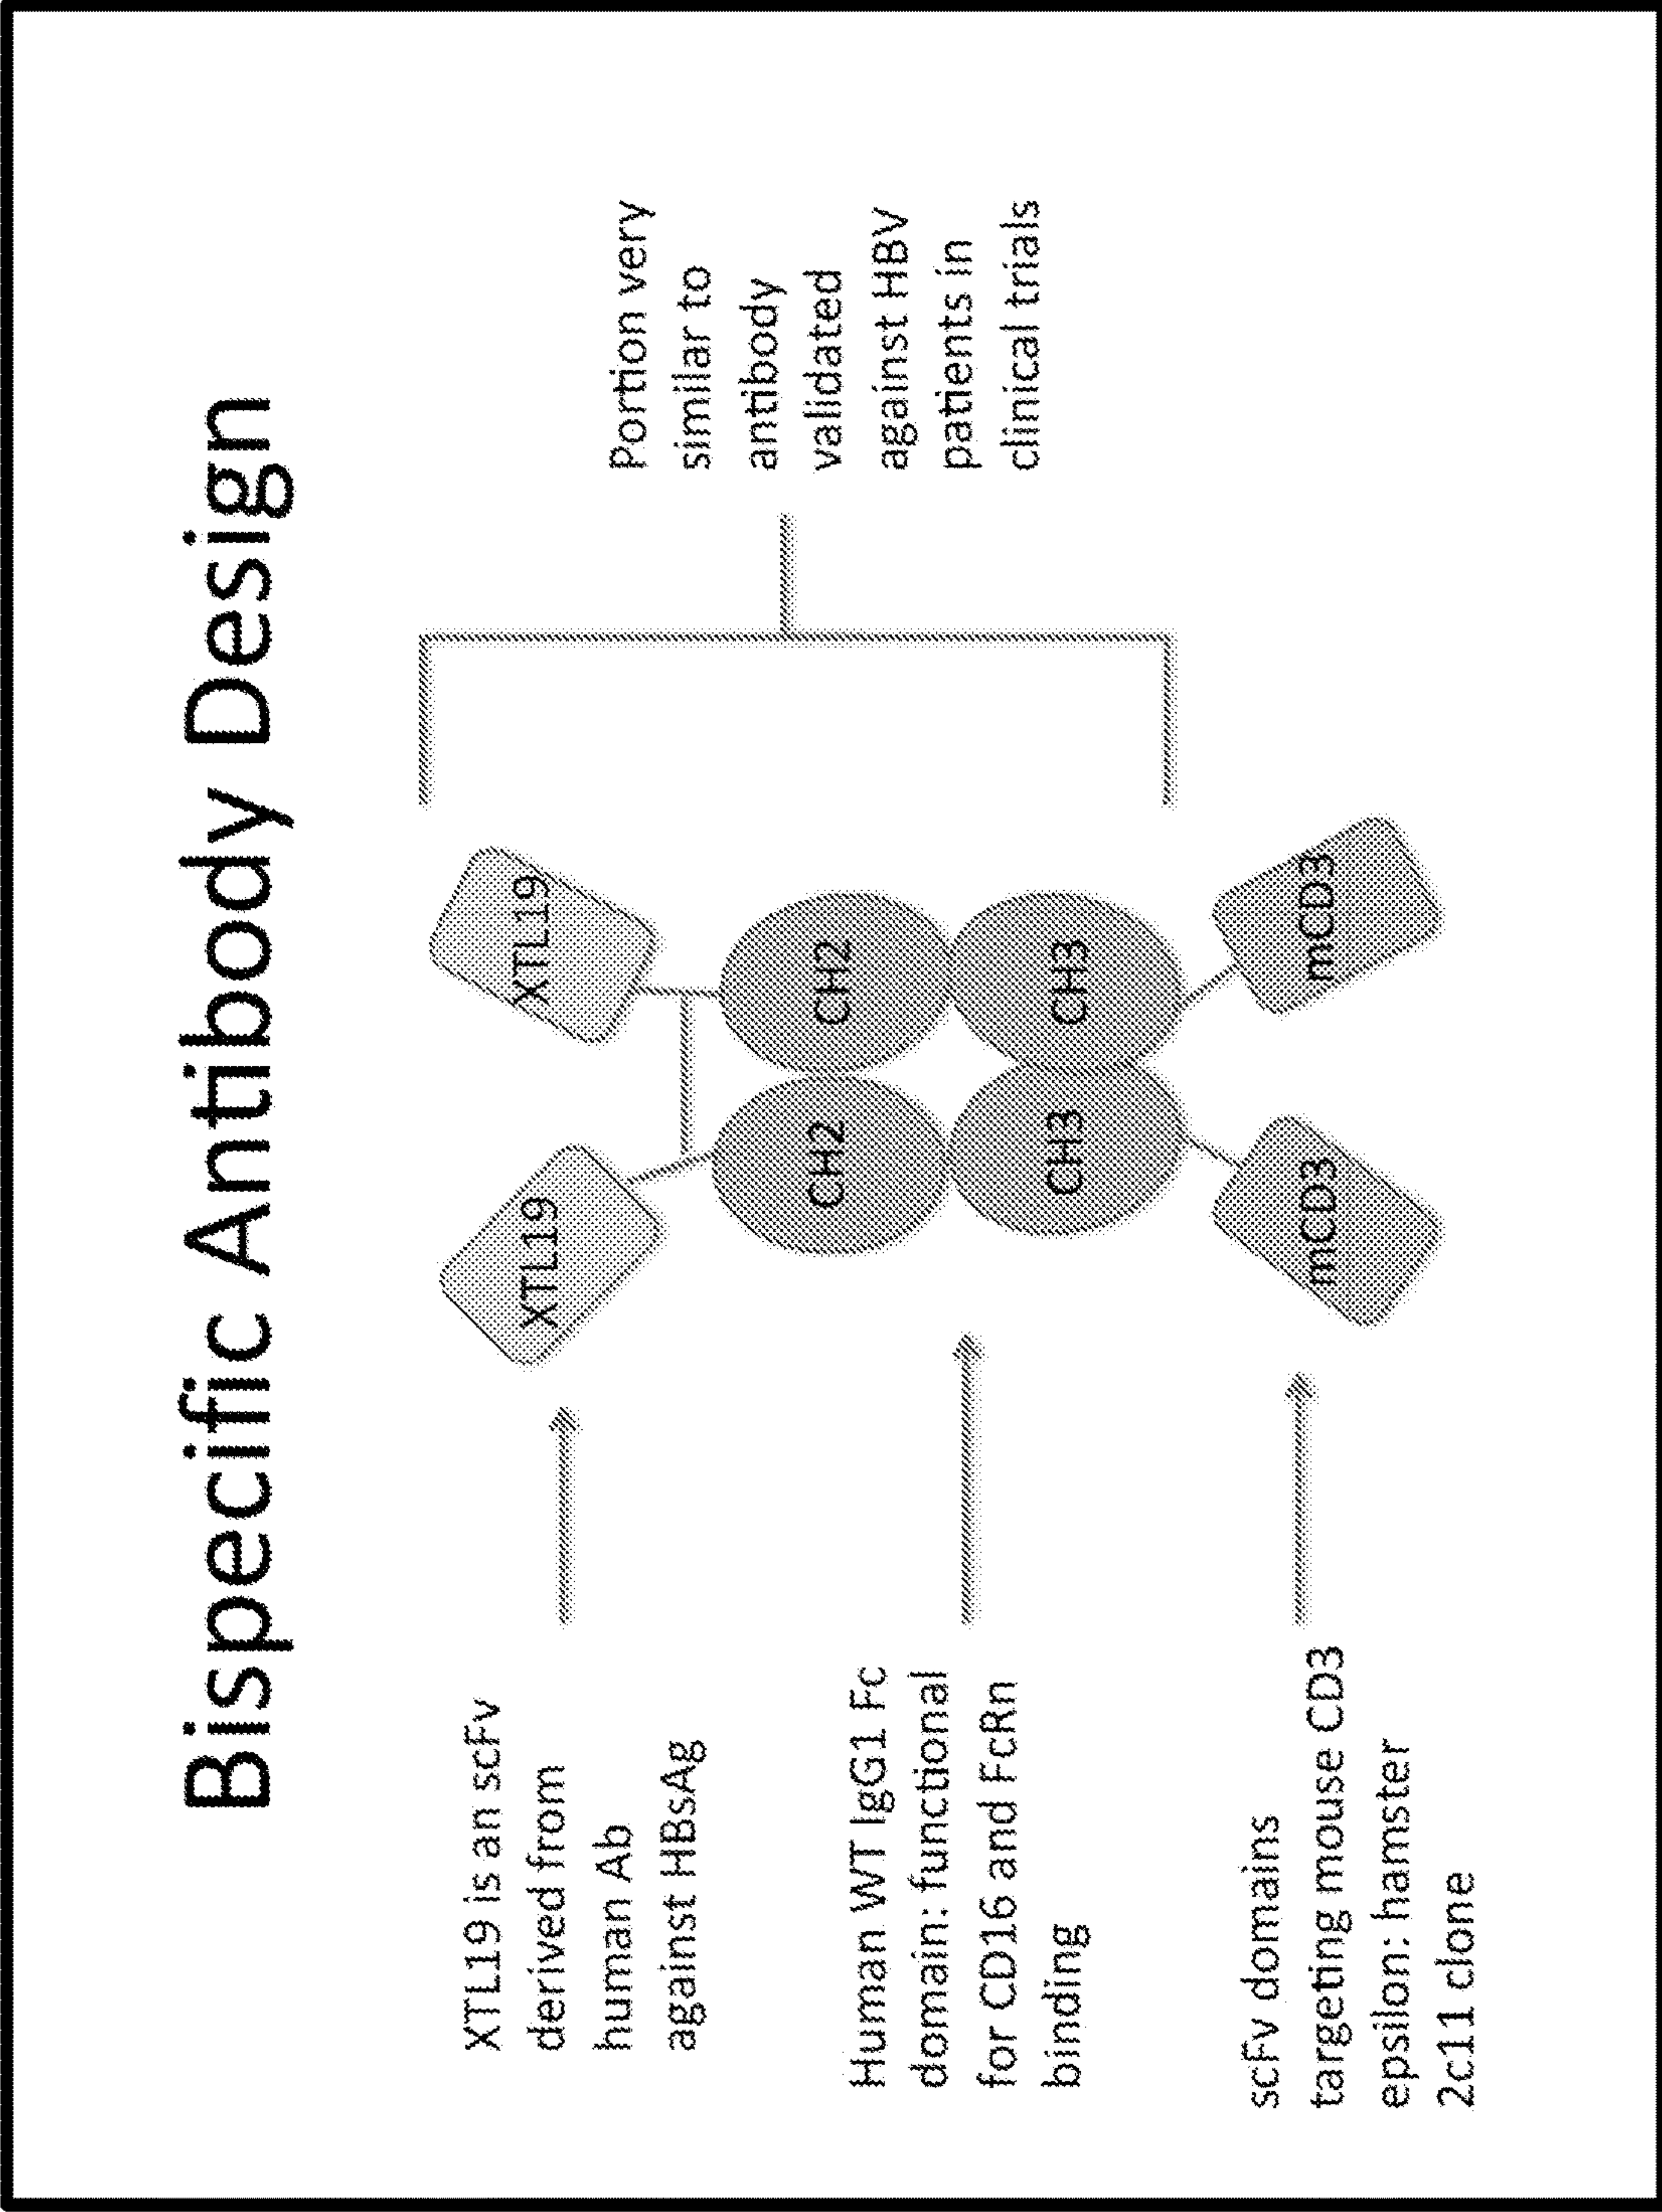 Bispecific Antibody Design
XTL19 is an scFv
derived from
human Ab
against HBsAg
Human WT IgG1 Fc
domain: functional
for CD16 and FcRn
binding
scFv domains
targeting mouse CD3
epsilon: hamster
2c11 clone
XTL19
XTL19
CH2
CH2
CH3
CH3
mCD3
mCD3
Portion very
similar to
antibody
validated
against HBV
patients in
clinical trials